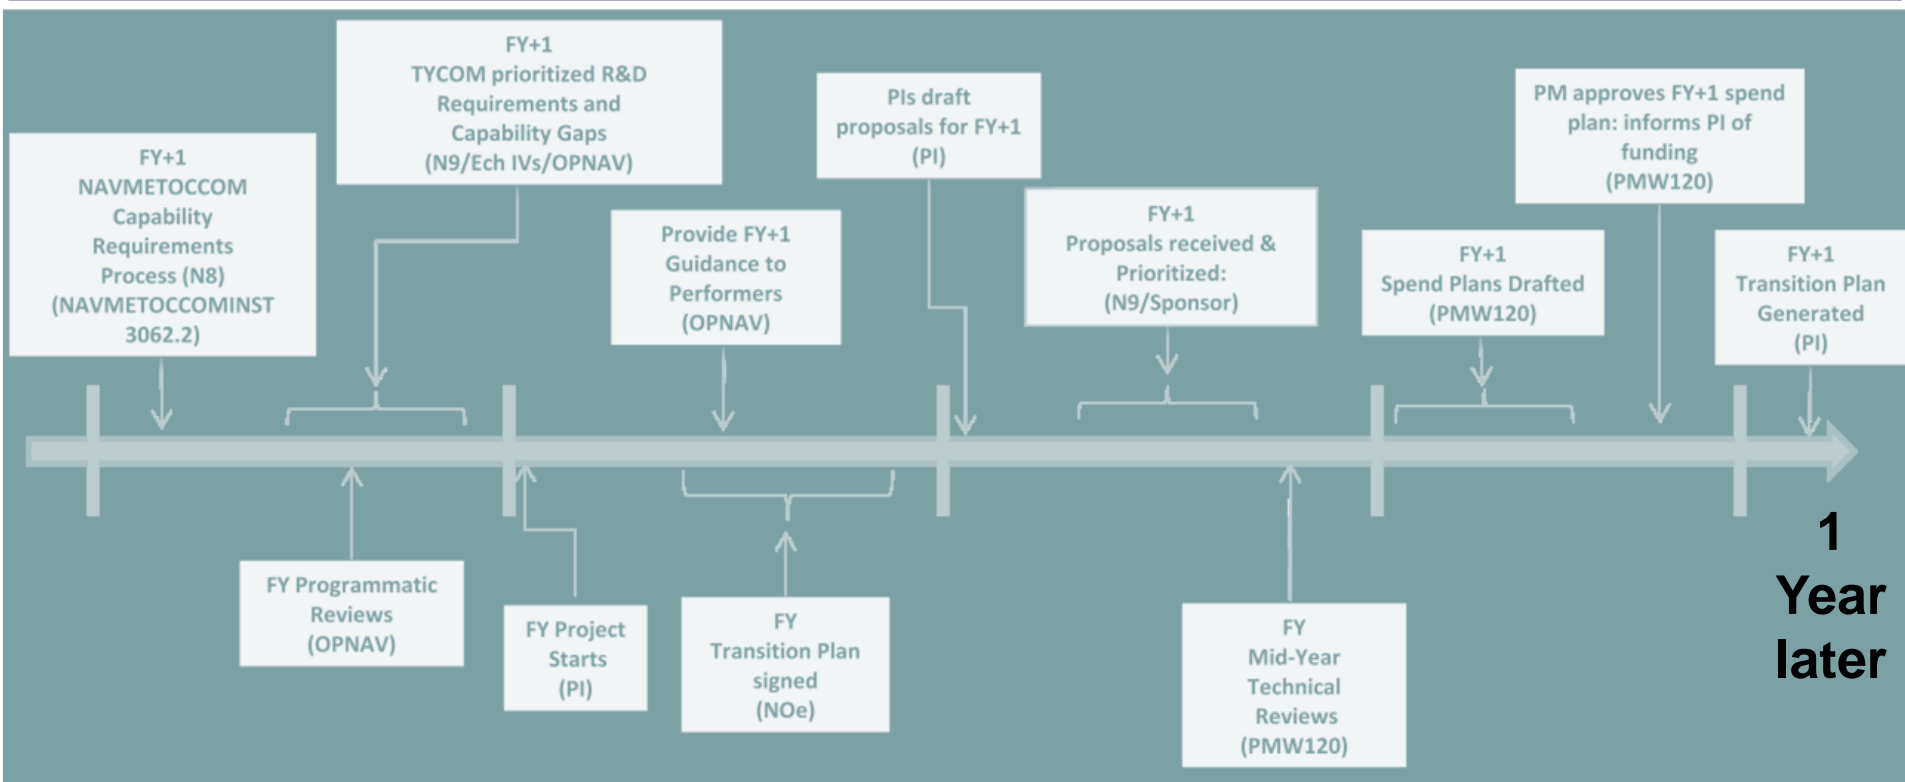 FY+1
NAVMETOCCOM
Capability
Requirements
Process (N8)
(NAVMETOCCOMINST
3062.2)
FY+1
TYCOM prioritized R&D
Requirements and
Capability Gaps
(N9/Ech IVs/OPNAV)
Provide FY+1
Guidance to
Performers
(OPNAV)
PIs draft
proposals for FY+1
(PI)
FY+1
Proposals received &
Prioritized:
(N9/Sponsor)
FY+1
Spend Plans Drafted
(PMW120)
PM approves FY+1 spend
plan: informs PI of
funding
(PMW120)
FY+1
Transition Plan
Generated
(PI)
FY Programmatic
Reviews
(OPNAV)
FY Project
Starts
(PI)
FY
Transition Plan
signed
(NOe)
FY
Mid-Year
Technical
Reviews
(PMW120)
1
Year
later